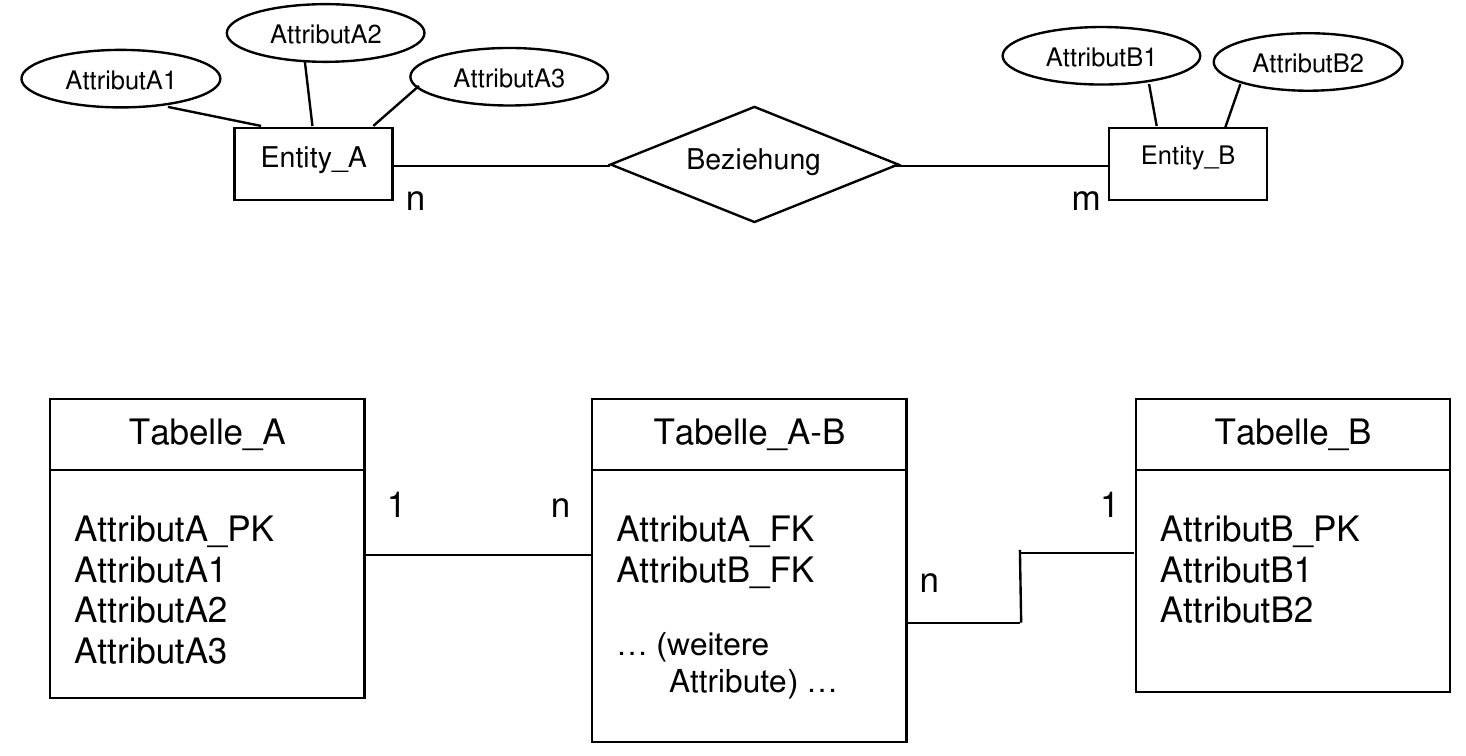 AttributA2
AttributA1
AttributA3
AttributB1
AttributB2
Entity_A
Beziehung
Entity_B
n
m
Tabelle_A
AttributA_PK
AttributA1
AttributA2
AttributA3
1
n
Tabelle_A-B
AttributA_FK
AttributB_FK
… (weitere
Attribute) …
n
1
Tabelle_B
AttributB_PK
AttributB1
AttributB2